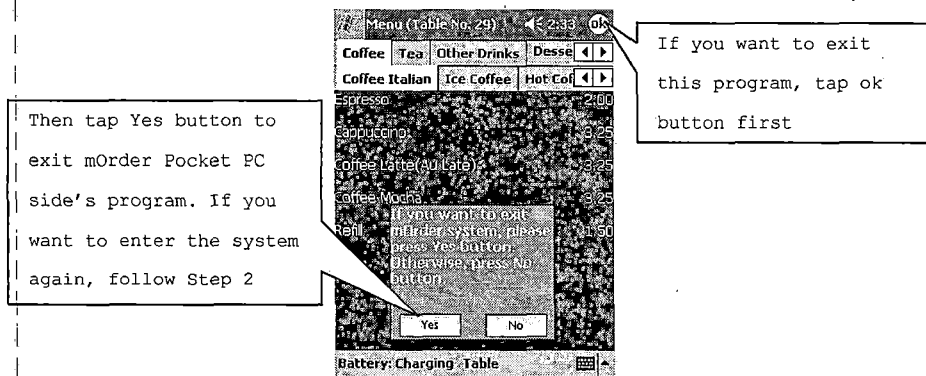 Menu (Table No. 29) 2:33 ok
Coffee Tea Other Drinks Desse
Coffee Italian Ice Coffee Hot Cof
Espresso 2.00
Cappuccino 3.25
Coffee Latte(Au Late) 3.25
Coffee Mocha 3.25
Refill 1.50
If you want to exit
mOrder system, please
press Yes button.
Otherwise, press No
button
Yes No
Battery: Charging Table
If you want to exit
this program, tap ok
button first
Then tap Yes button to
exit mOrder Pocket PC
side's program. If you
want to enter the system
again, follow Step 2